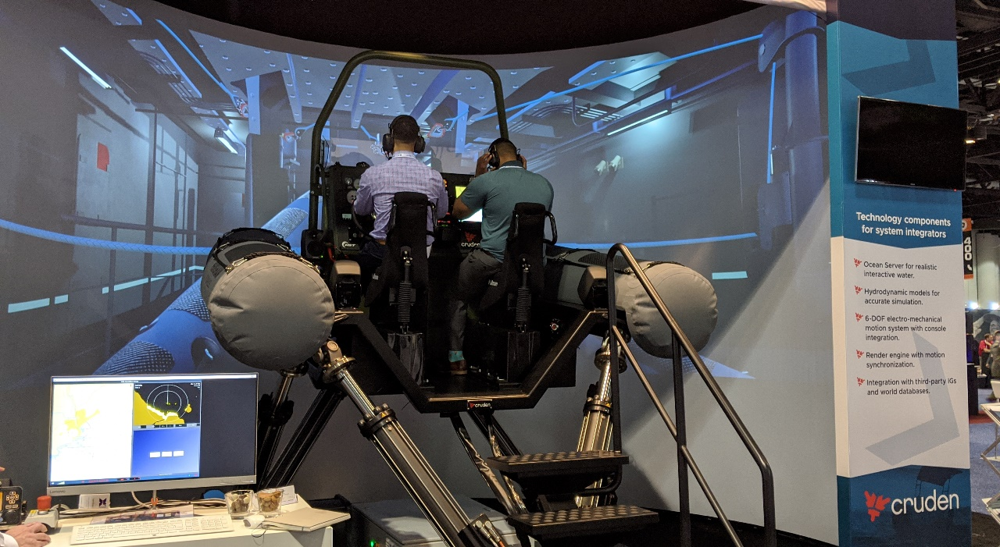 Technology components
for system integrators
Ocean Server for realistic
interactive water.
Hydrodynamic models for
accurate simulation.
6-DOF electro-mechanical
motion system with console
integration.
Render engine with motion
synchronization.
Integration with third-party IGs
and world databases.
cruden
cruden
cruden
400